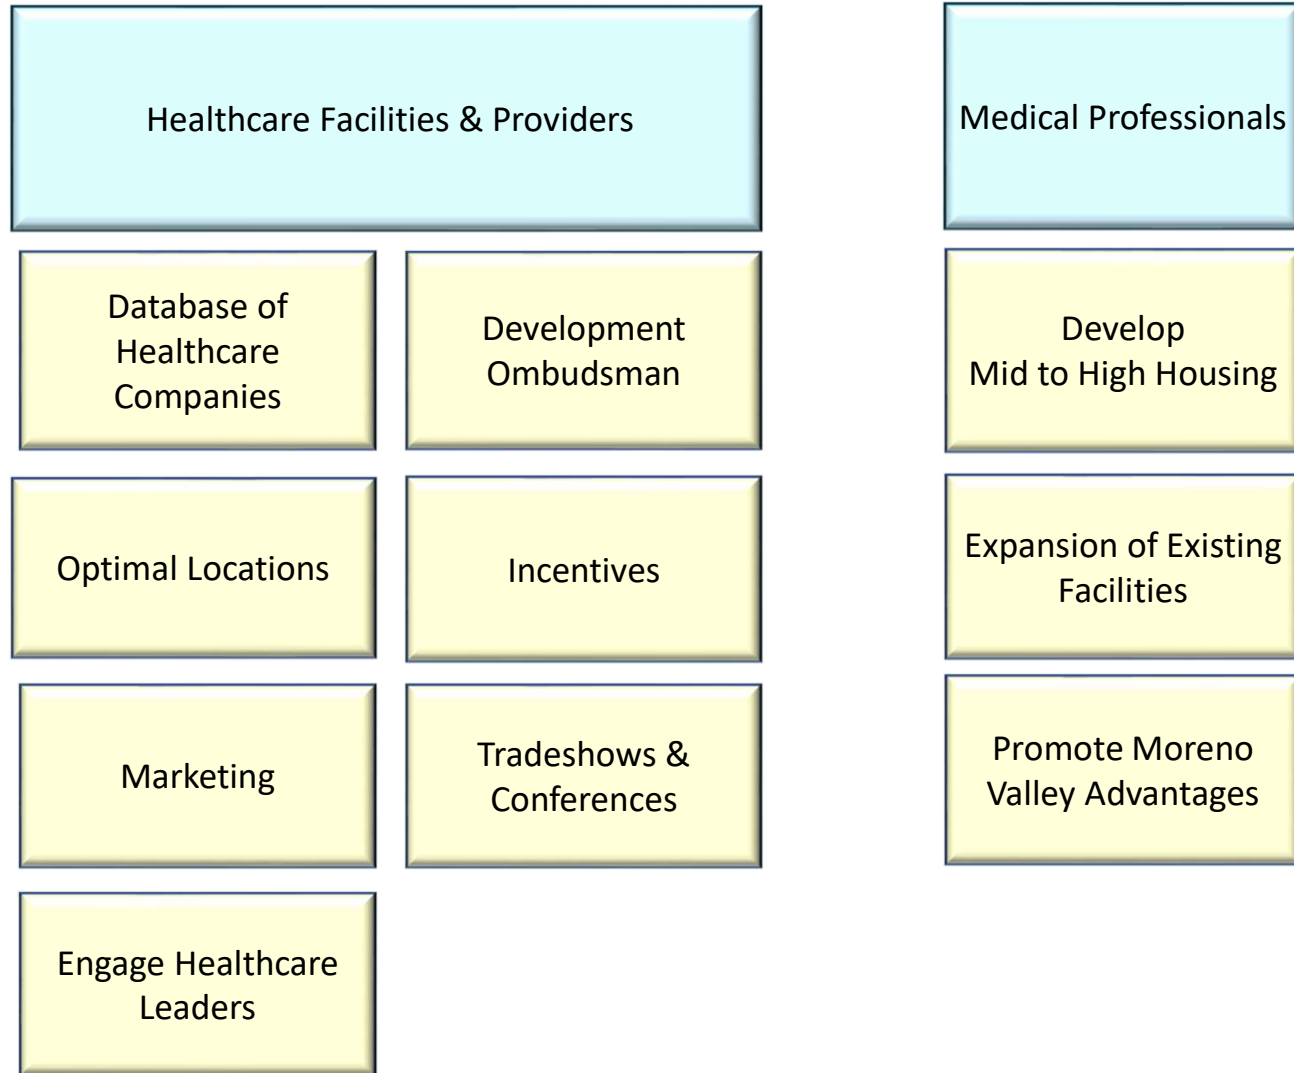 Healthcare Facilities & Providers
Medical Professionals
Database of
Healthcare
Companies
Development
Ombudsman
Develop
Mid to High Housing
Optimal Locations
Incentives
Expansion of Existing
Facilities
Marketing
Tradeshows &
Conferences
Promote Moreno
Valley Advantages
Engage Healthcare
Leaders